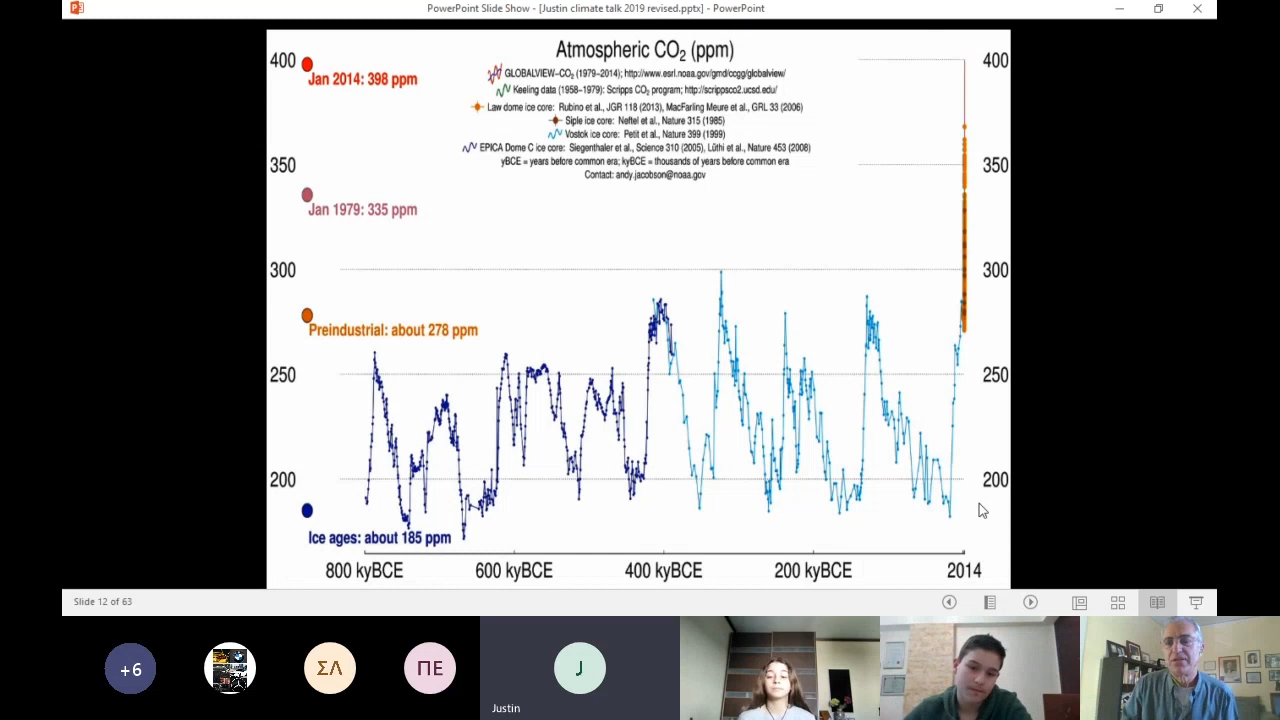 PowerPoint Slide Show - [Justin climate talk 2019 revised.pptx] - PowerPoint
Atmospheric CO₂ (ppm)
GLOBALVIEW–CO₂ (1979–2014); http://www.esrl.noaa.gov/gmd/ccgg/globalview/
Keeling data (1958–1979): Scripps CO₂ program; http://scrippsco2.ucsd.edu/
Law dome ice core: Rubino et al., JGR 118 (2013), MacFarling Meure et al., GRL 33 (2006)
Siple ice core: Neftel et al., Nature 315 (1985)
Vostok ice core: Petit et al., Nature 399 (1999)
EPICA Dome C ice core: Siegenthaler et al., Science 310 (2005), Lüthi et al., Nature 453 (2008)
yBCE = years before common era; kyBCE = thousands of years before common era
Contact: andy.jacobson@noaa.gov
400
Jan 2014: 398 ppm
400
350
350
Jan 1979: 335 ppm
300
300
Preindustrial: about 278 ppm
250
250
200
200
Ice ages: about 185 ppm
800 kyBCE
600 kyBCE
400 kyBCE
200 kyBCE
2014
Slide 12 of 63
+6
ΣΛ
ΠΕ
J
Justin